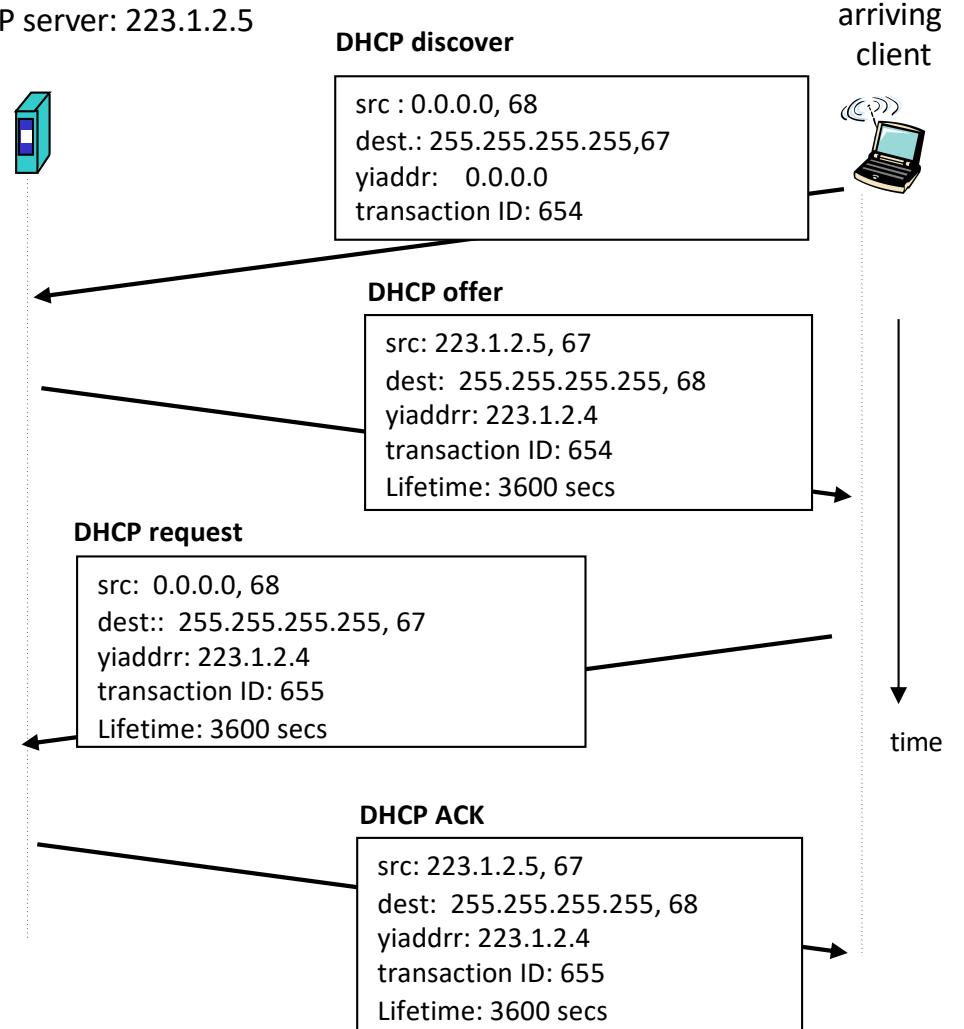 P server: 223.1.2.5
arriving
client
DHCP discover
src : 0.0.0.0, 68
dest.: 255.255.255.255,67
yiaddr: 0.0.0.0
transaction ID: 654
DHCP offer
src: 223.1.2.5, 67
dest: 255.255.255.255, 68
yiaddrr: 223.1.2.4
transaction ID: 654
Lifetime: 3600 secs
DHCP request
src: 0.0.0.0, 68
dest:: 255.255.255.255, 67
yiaddrr: 223.1.2.4
transaction ID: 655
Lifetime: 3600 secs
time
DHCP ACK
src: 223.1.2.5, 67
dest: 255.255.255.255, 68
yiaddrr: 223.1.2.4
transaction ID: 655
Lifetime: 3600 secs